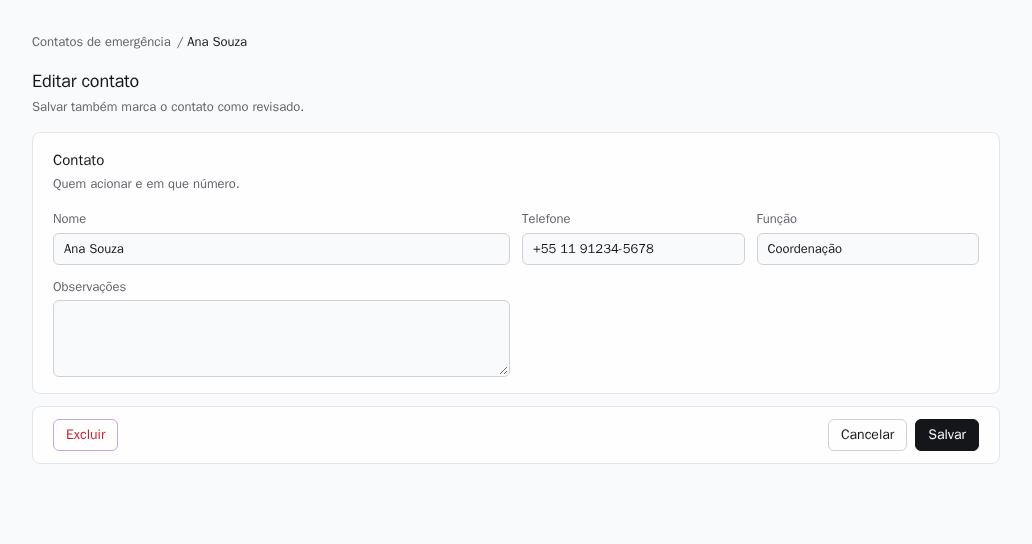 Contatos de emergência / Ana Souza
Editar contato
Salvar também marca o contato como revisado.
Contato
Quem acionar e em que número.
Nome Telefone Função
Ana Souza +55 11 91234-5678 Coordenação
Observações
Excluir Cancelar Salvar